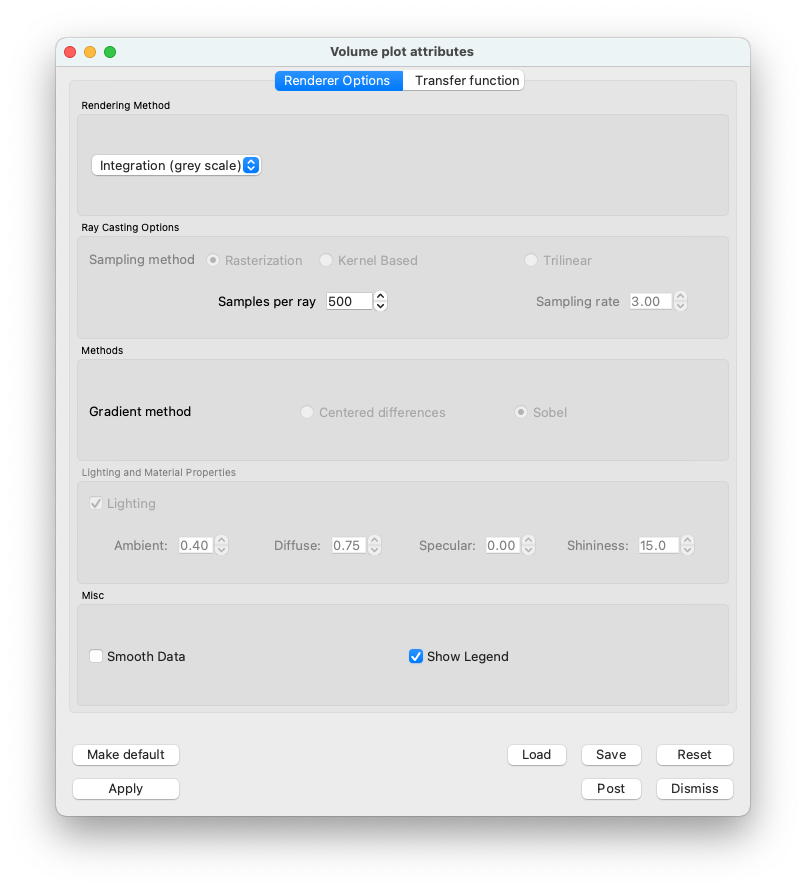 Volume plot attributes
Renderer Options Transfer function
Rendering Method
Integration (grey scale)
Ray Casting Options
Sampling method Rasterization Kernel Based Trilinear
Samples per ray 500 Sampling rate 3.00
Methods
Gradient method Centered differences Sobel
Lighting and Material Properties
Lighting
Ambient: 0.40 Diffuse: 0.75 Specular: 0.00 Shininess: 15.0
Misc
Smooth Data Show Legend
Make default Load Save Reset
Apply Post Dismiss